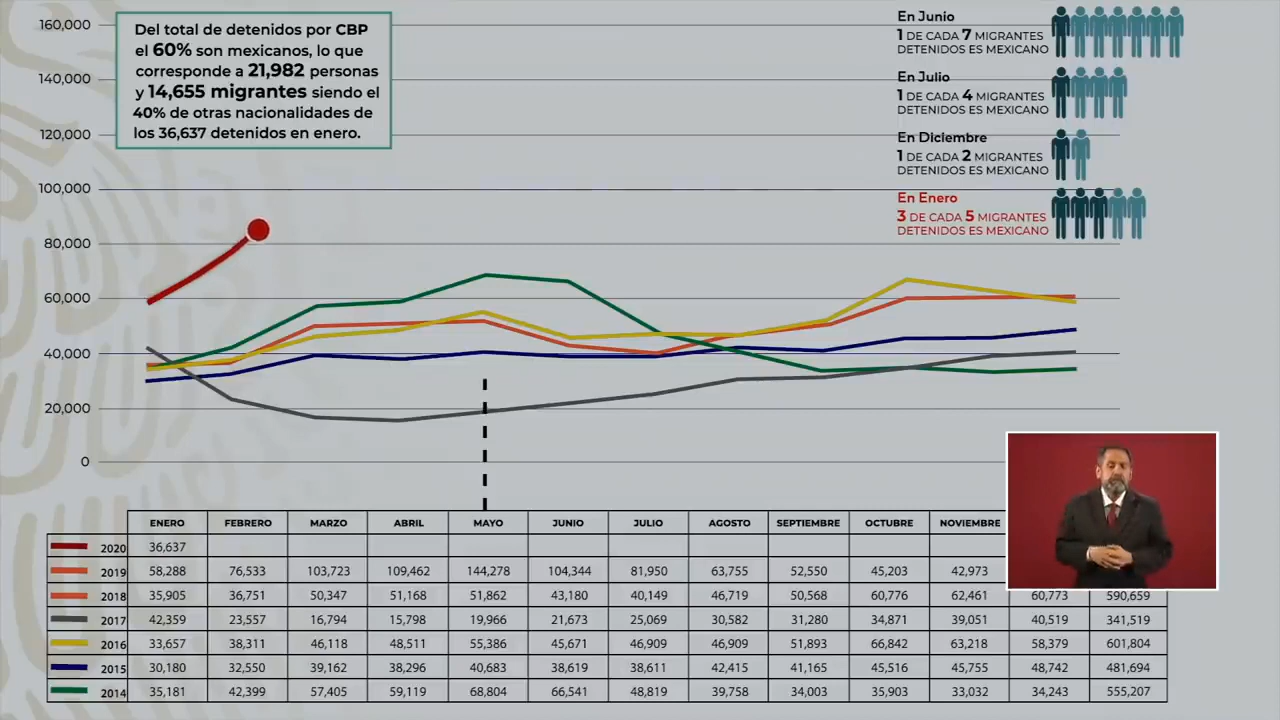 160,000
140,000
120,000
100,000
80,000
60,000
40,000
20,000
0
Del total de detenidos por CBP
el 60% son mexicanos, lo que
corresponde a 21,982 personas
y 14,655 migrantes siendo el
40% de otras nacionalidades de
los 36,637 detenidos en enero.
En Junio
1 DE CADA 7 MIGRANTES
DETENIDOS ES MEXICANO
En Julio
1 DE CADA 4 MIGRANTES
DETENIDOS ES MEXICANO
En Diciembre
1 DE CADA 2 MIGRANTES
DETENIDOS ES MEXICANO
En Enero
3 DE CADA 5 MIGRANTES
DETENIDOS ES MEXICANO
ENERO FEBRERO MARZO ABRIL MAYO JUNIO JULIO AGOSTO SEPTIEMBRE OCTUBRE NOVIEMBRE
2020 36,637
2019 58,288 76,533 103,723 109,462 144,278 104,344 81,950 63,755 52,550 45,203 42,973
2018 35,905 36,751 50,347 51,168 51,862 43,180 40,149 46,719 50,568 60,776 62,461 60,773 590,659
2017 42,359 23,557 16,794 15,798 19,966 21,673 25,069 30,582 31,280 34,871 39,051 40,519 341,519
2016 33,657 38,311 46,118 48,511 55,386 45,671 46,909 46,909 51,893 66,842 63,218 58,379 601,804
2015 30,180 32,550 39,162 38,296 40,683 38,619 38,611 42,415 41,165 45,516 45,755 48,742 481,694
2014 35,181 42,399 57,405 59,119 68,804 66,541 48,819 39,758 34,003 35,903 33,032 34,243 555,207